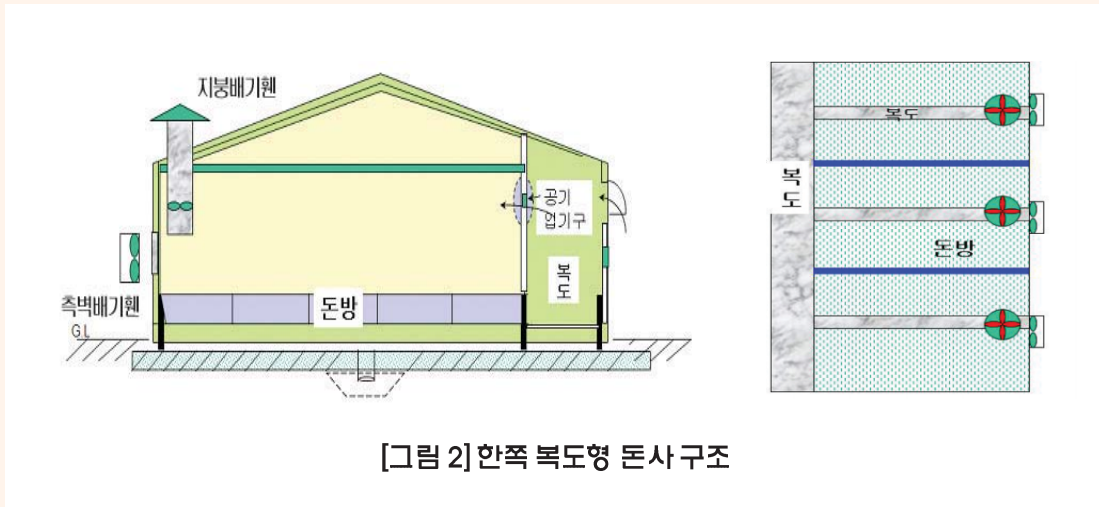 지붕배기휀
공기
업기구
복
도
돈방
측벽배기휀
G.L
복도
복
도
돈방
[그림 2] 한쪽 복도형 돈사 구조